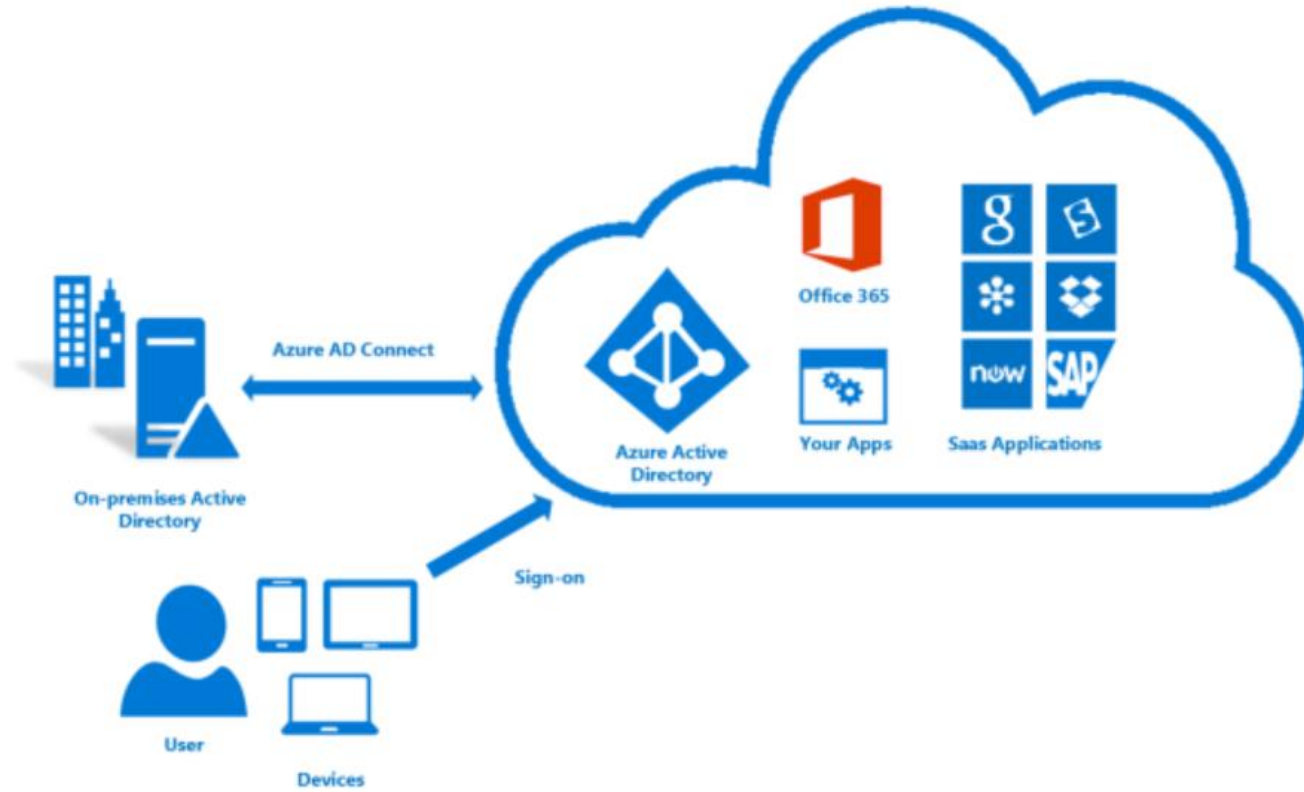 Office 365
g
S
now
SAP
Your Apps
Saas Applications
Azure Active
Directory
Azure AD Connect
On-premises Active
Directory
Sign-on
User
Devices